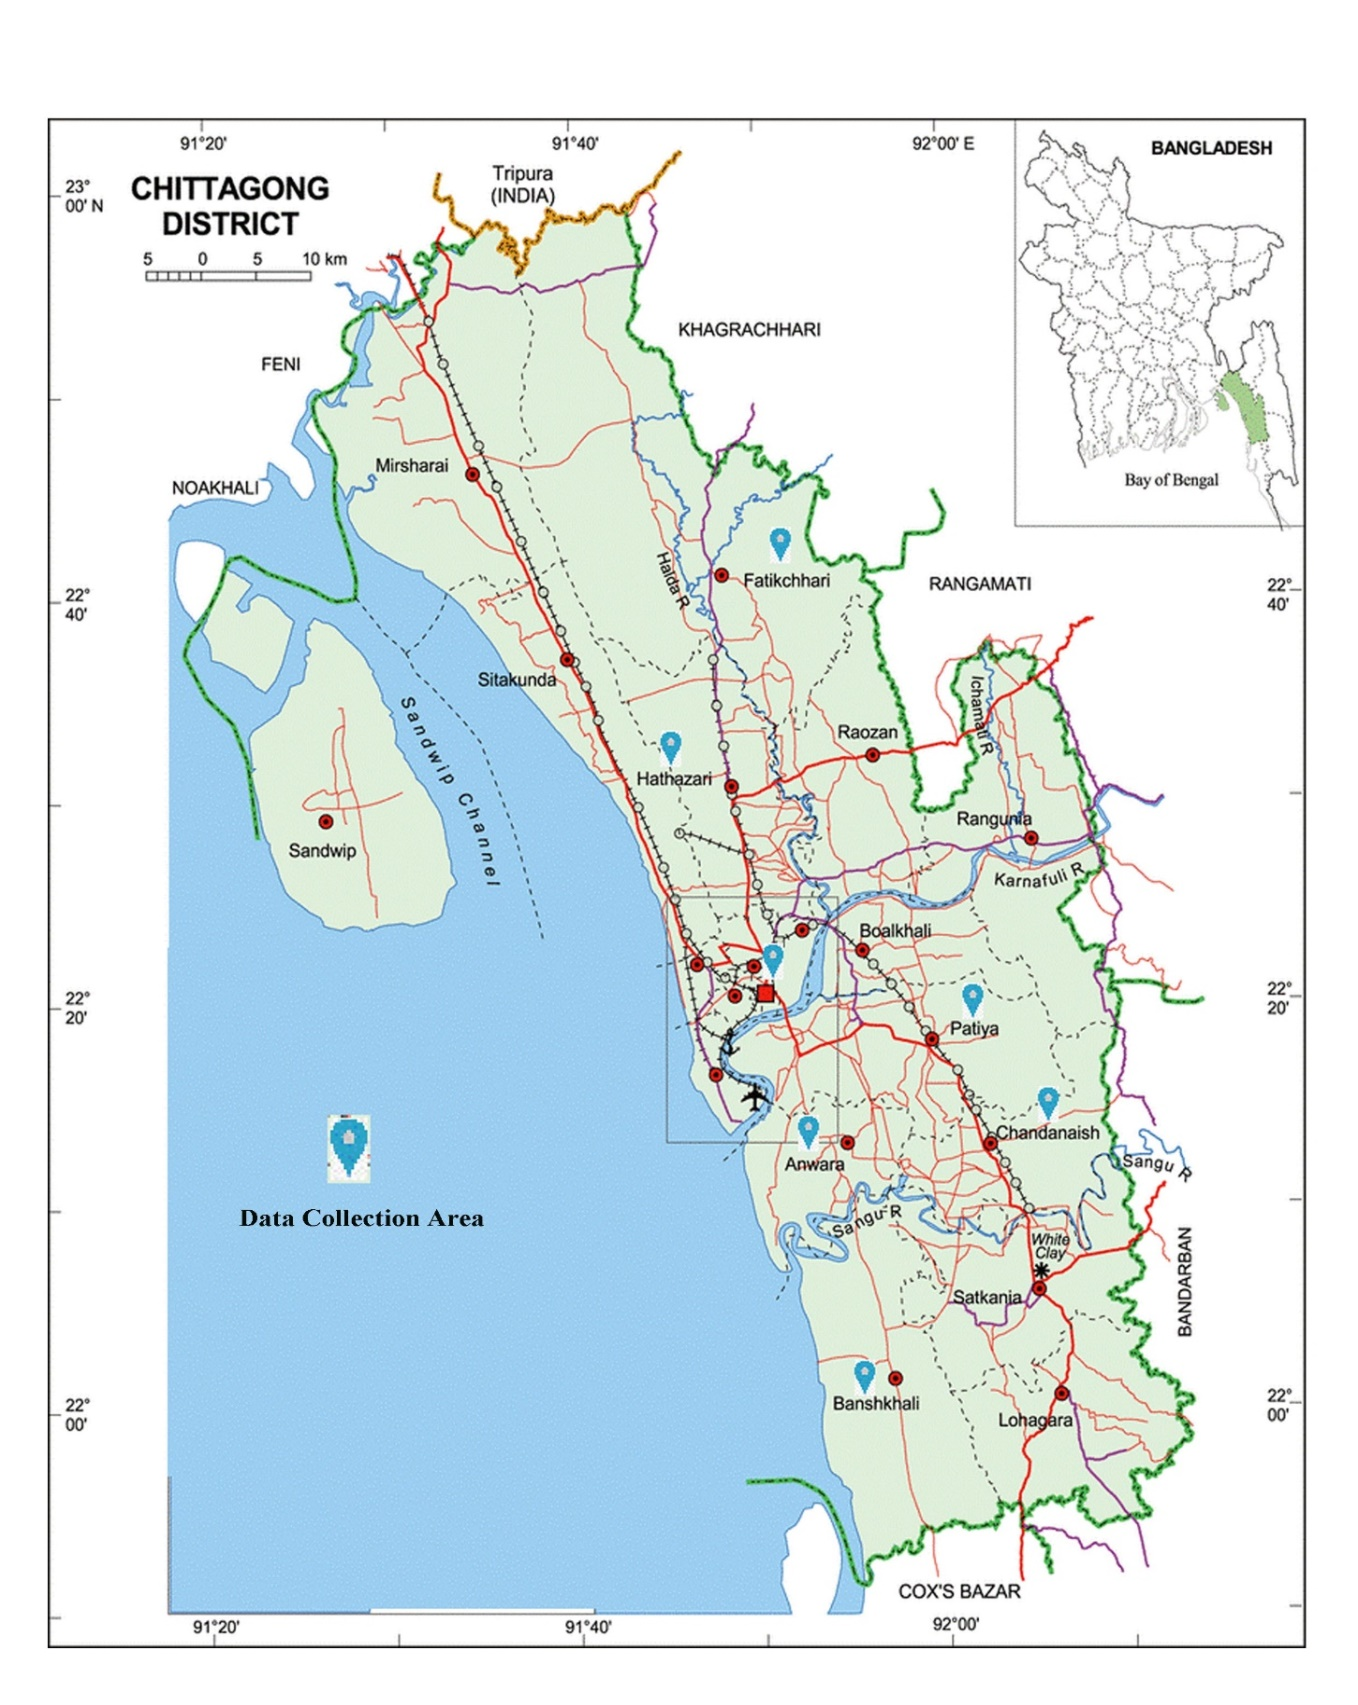 91°20'
91°40'
92°00' E
BANGLADESH
23°
00' N
CHITTAGONG
DISTRICT
Tripura
(INDIA)
5 0 5 10 km
KHAGRACHHARI
FENI
Mirsharai
NOAKHALI
Bay of Bengal
Halda R
Fatikchhari
RANGAMATI
22°
40'
22°
40'
Sitakunda
Sandwip Channel
Ichamati R
Raozan
Hathazari
Rangunia
Sandwip
Karnafuli R
Boalkhali
22°
20'
22°
20'
Patiya
Chandanaish
Anwara
Sangu R
Data Collection Area
Sangu R
White
Clay
BANDARBAN
Satkania
Banshkhali
Lohagara
22°
00'
22°
00'
COX'S BAZAR
91°20'
91°40'
92°00'